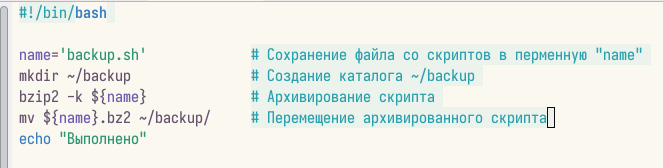 #!/bin/bash
name='backup.sh' # Сохранение файла со скриптов в перменную "name"
mkdir ~/backup # Создание каталога ~/backup
bzip2 -k ${name} # Архивирование скрипта
mv ${name}.bz2 ~/backup/ # Перемещение архивированного скрипта
echo "Выполнено"